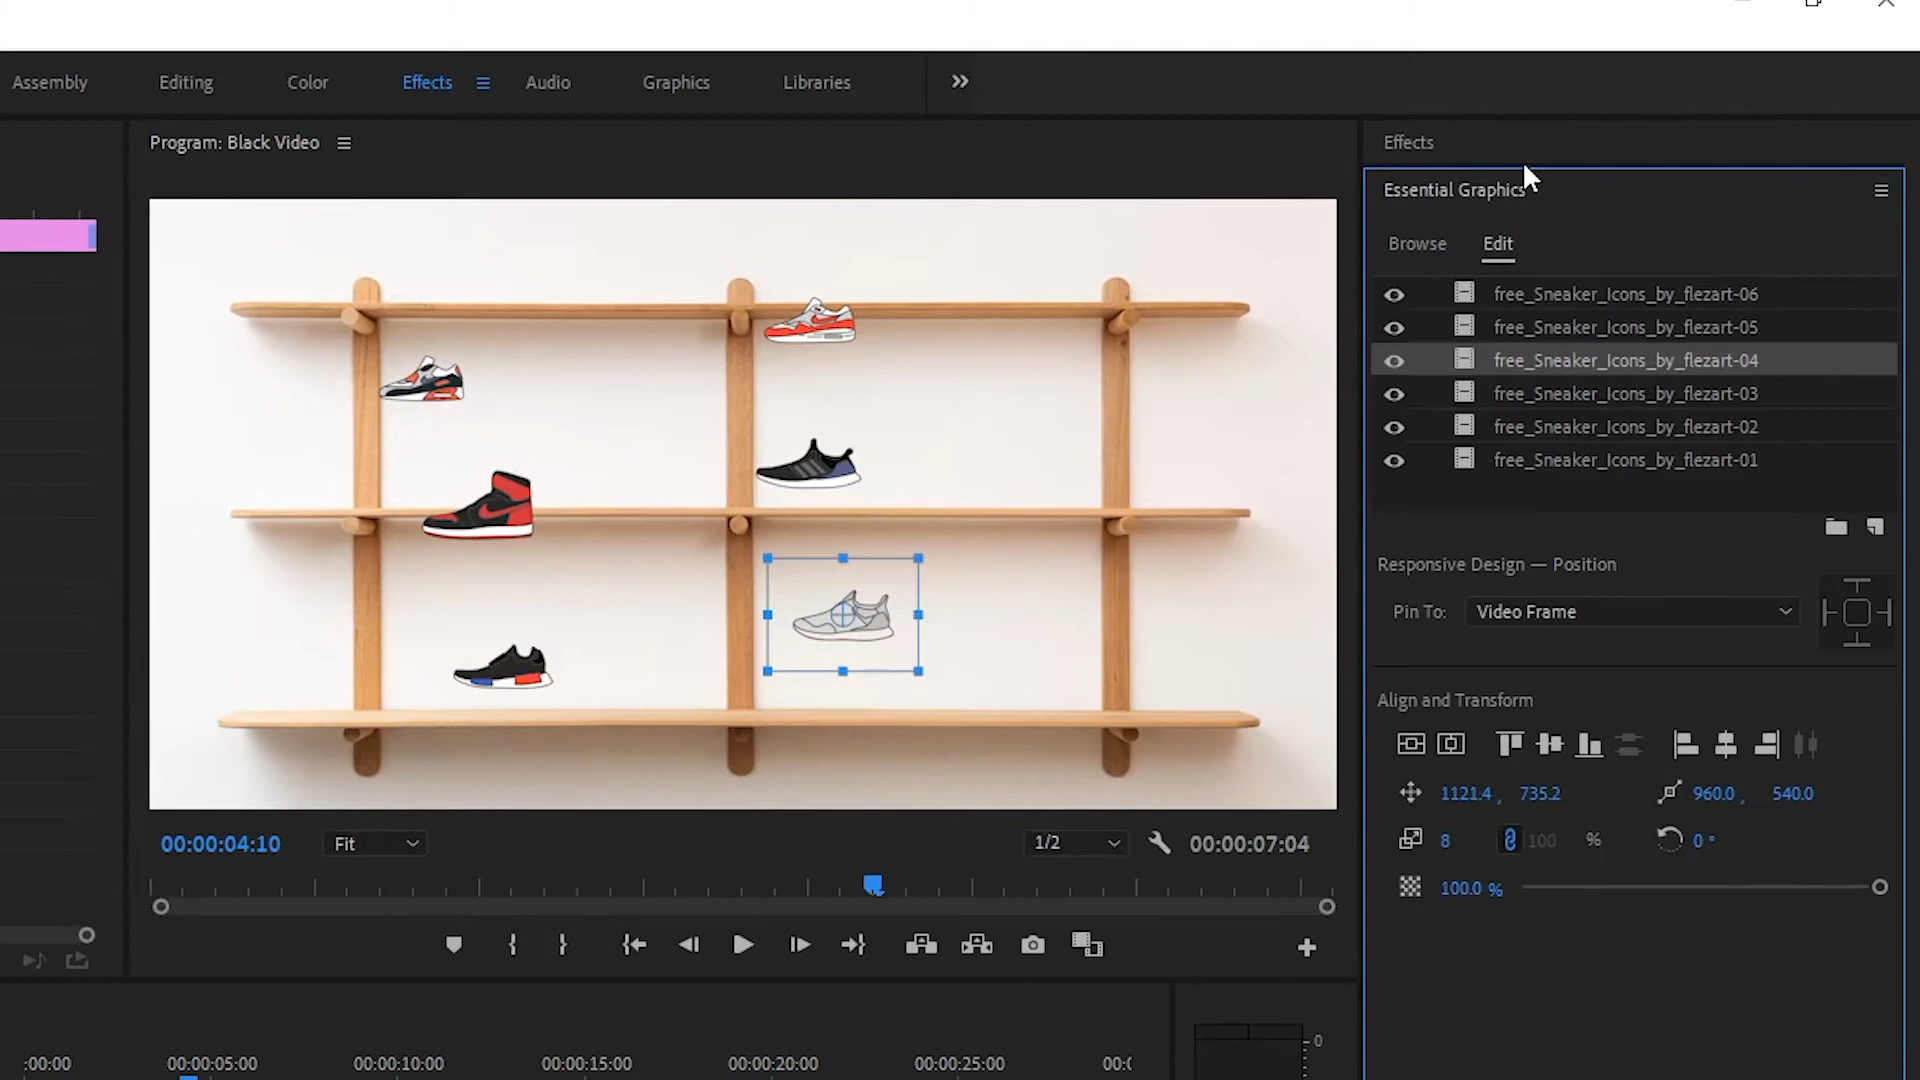 Assembly Editing Color Effects Audio Graphics Libraries
Program: Black Video
Effects
Essential Graphics
Browse Edit
free_Sneaker_Icons_by_flezart-06
free_Sneaker_Icons_by_flezart-05
free_Sneaker_Icons_by_flezart-04
free_Sneaker_Icons_by_flezart-03
free_Sneaker_Icons_by_flezart-02
free_Sneaker_Icons_by_flezart-01
Responsive Design — Position
Pin To: Video Frame
Align and Transform
1121.4 , 735.2 960.0 , 540.0
8 100 % 0 °
100.0 %
00:00:04:10 Fit 1/2 00:00:07:04
:00:00 00:00:05:00 00:00:10:00 00:00:15:00 00:00:20:00 00:00:25:00 00:(
0